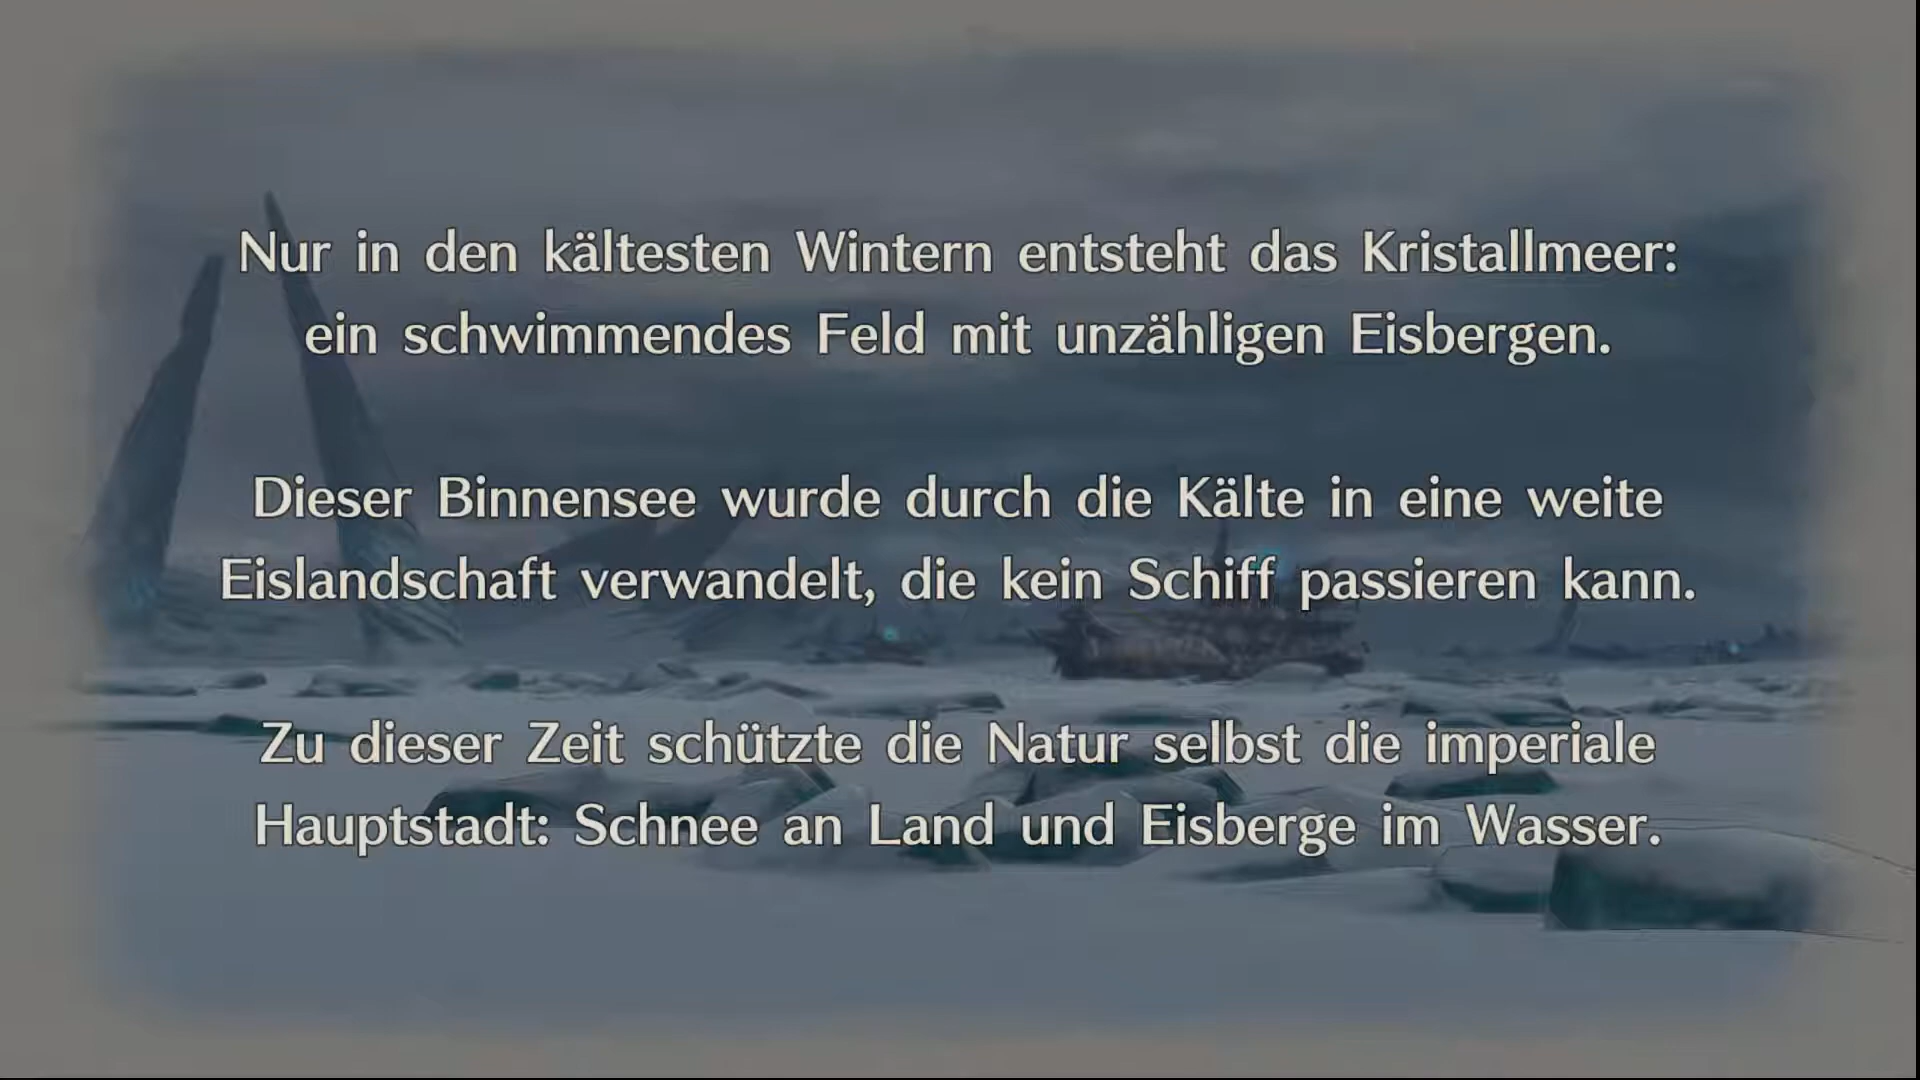 Nur in den kältesten Wintern entsteht das Kristallmeer:
ein schwimmendes Feld mit unzähligen Eisbergen.
Dieser Binnensee wurde durch die Kälte in eine weite
Eislandschaft verwandelt, die kein Schiff passieren kann.
Zu dieser Zeit schützte die Natur selbst die imperiale
Hauptstadt: Schnee an Land und Eisberge im Wasser.